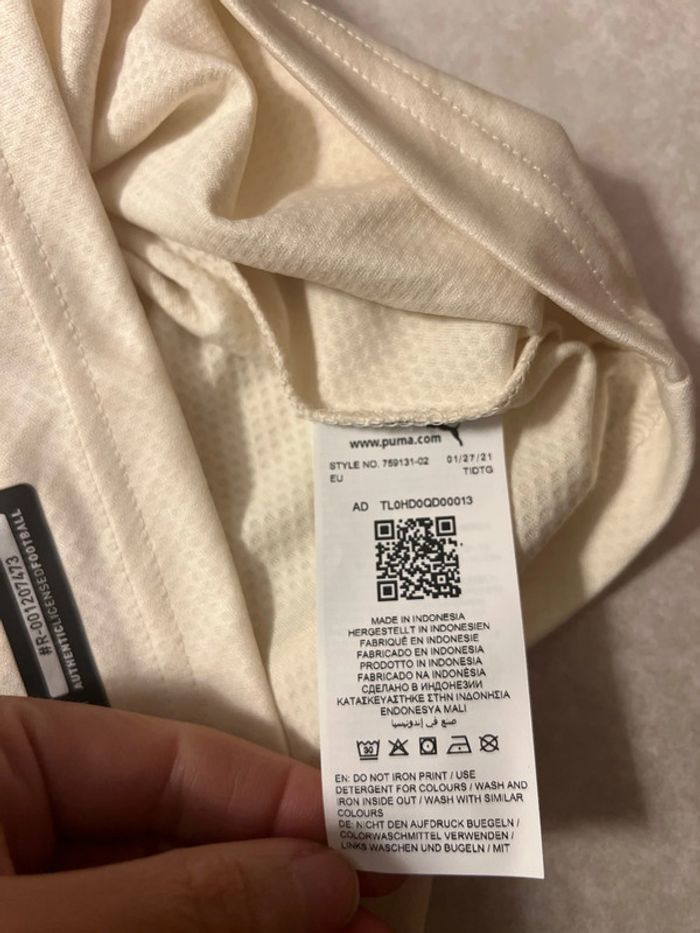 www.puma.com
STYLE NO. 759131-02 01/27/21
EU TIDTG
AD TL0HD0QD00013
MADE IN INDONESIA
HERGESTELLT IN INDONESIEN
FABRIQUÉ EN INDONESIE
FABRICADO EN INDONESIA
PRODOTTO IN INDONESIA
FABRICADO NA INDONÉSIA
СДЕЛАНО В ИНДОНЕЗИИ
ΚΑΤΑΣΚΕΥΑΣΤΗΚΕ ΣΤΗΝ ΙΝΔΟΝΗΣΙΑ
ENDONESYA MALI
صنع في إندونيسيا
30
EN: DO NOT IRON PRINT / USE
DETERGENT FOR COLOURS / WASH AND
IRON INSIDE OUT / WASH WITH SIMILAR
COLOURS
DE: NICHT DEN AUFDRUCK BUEGELN /
COLORWASCHMITTEL VERWENDEN /
LINKS WASCHEN UND BUGELN / MIT
#R-001207473
AUTHENTICLICENSEDFOOTBALL